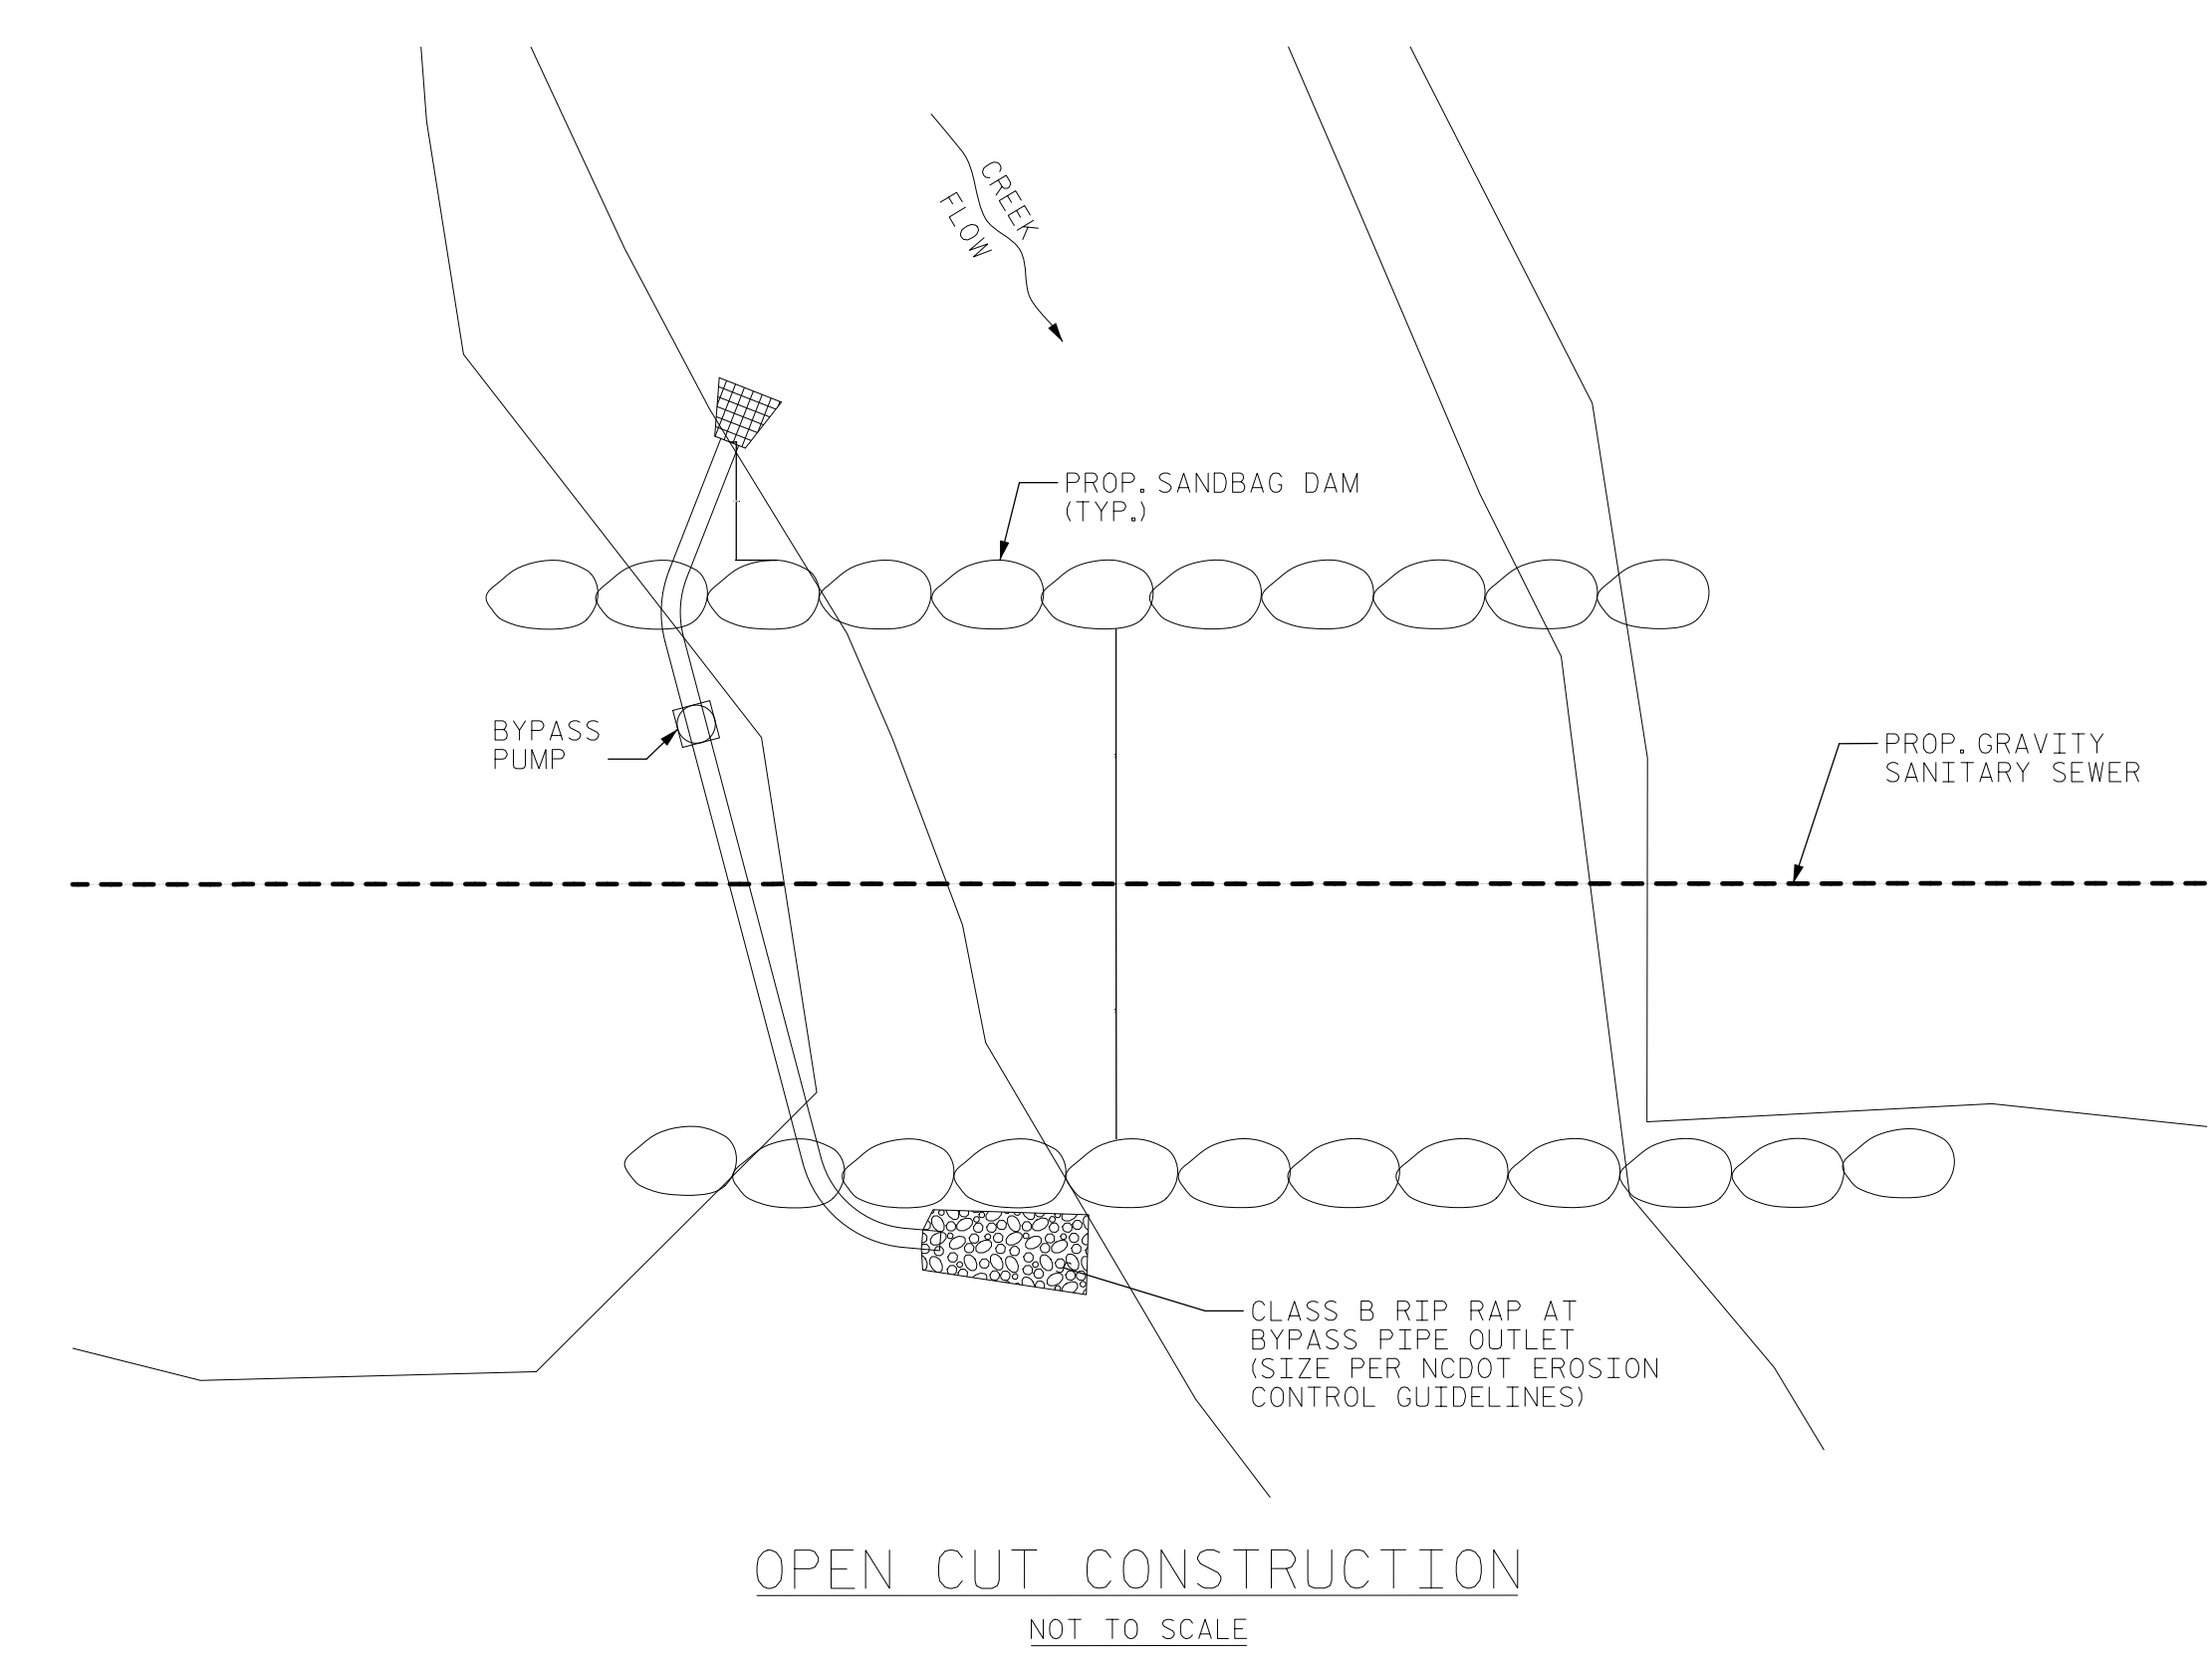 CREEK
FLOW
PROP. SANDBAG DAM
(TYP.)
BYPASS
PUMP
PROP. GRAVITY
SANITARY SEWER
CLASS B RIP RAP AT
BYPASS PIPE OUTLET
(SIZE PER NCDOT EROSION
CONTROL GUIDELINES)
OPEN CUT CONSTRUCTION
NOT TO SCALE